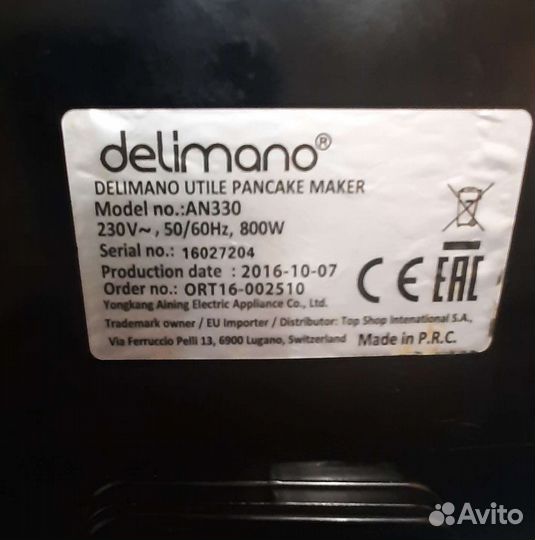 delimano®
DELIMANO UTILE PANCAKE MAKER
Model no.:AN330
230V~, 50/60Hz, 800W
Serial no.: 16027204
Production date : 2016-10-07
Order no.: ORT16-002510
Yongkang Aining Electric Appliance Co., Ltd.
CE EAC
Trademark owner / EU Importer / Distributor: Top Shop International S.A.,
Via Ferruccio Pelli 13, 6900 Lugano, Switzerland Made in P.R.C.
Avito